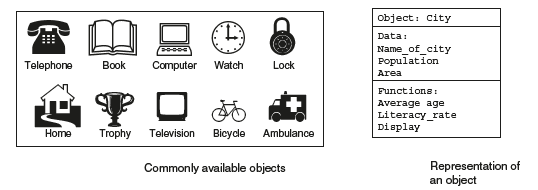 Telephone Book Computer Watch Lock
Home Trophy Television Bicycle Ambulance
Commonly available objects
Object: City
Data:
Name_of_city
Population
Area
Functions:
Average age
Literacy_rate
Display
Representation of
an object